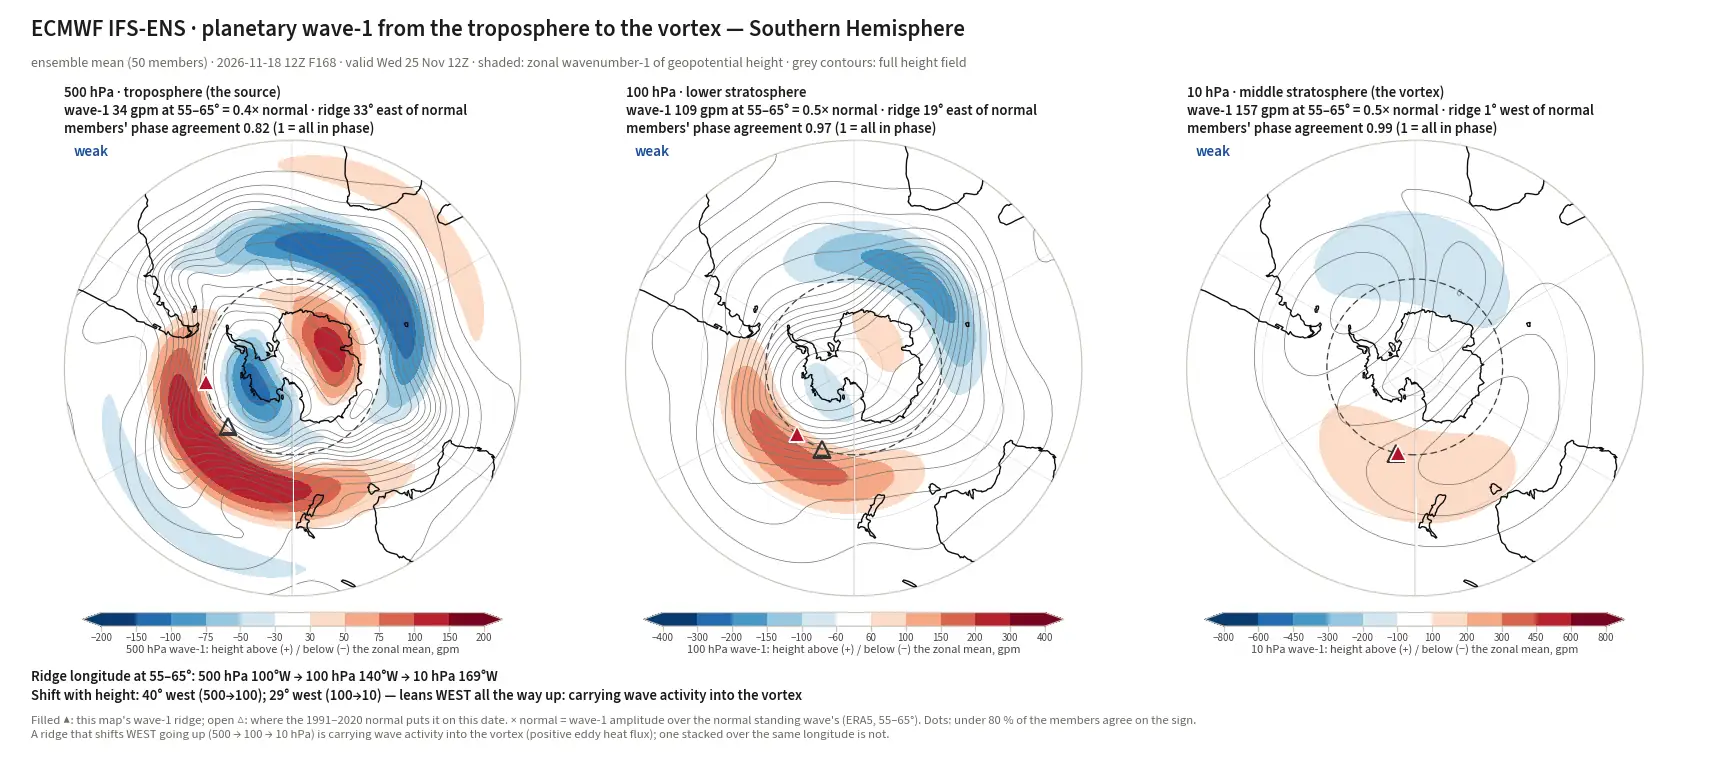 ECMWF IFS-ENS · planetary wave-1 from the troposphere to the vortex — Southern Hemisphere
ensemble mean (50 members) · 2026-11-18 12Z F168 · valid Wed 25 Nov 12Z · shaded: zonal wavenumber-1 of geopotential height · grey contours: full height field
500 hPa · troposphere (the source)
wave-1 34 gpm at 55–65° = 0.4× normal · ridge 33° east of normal
members' phase agreement 0.82 (1 = all in phase)
weak
100 hPa · lower stratosphere
wave-1 109 gpm at 55–65° = 0.5× normal · ridge 19° east of normal
members' phase agreement 0.97 (1 = all in phase)
weak
10 hPa · middle stratosphere (the vortex)
wave-1 157 gpm at 55–65° = 0.5× normal · ridge 1° west of normal
members' phase agreement 0.99 (1 = all in phase)
weak
−200 −150 −100 −75 −50 −30 30 50 75 100 150 200
500 hPa wave-1: height above (+) / below (−) the zonal mean, gpm
−400 −300 −200 −150 −100 −60 60 100 150 200 300 400
100 hPa wave-1: height above (+) / below (−) the zonal mean, gpm
−800 −600 −450 −300 −200 −100 100 200 300 450 600 800
10 hPa wave-1: height above (+) / below (−) the zonal mean, gpm
Ridge longitude at 55–65°: 500 hPa 100°W → 100 hPa 140°W → 10 hPa 169°W
Shift with height: 40° west (500→100); 29° west (100→10) — leans WEST all the way up: carrying wave activity into the vortex
Filled ▲: this map's wave-1 ridge; open △: where the 1991–2020 normal puts it on this date. × normal = wave-1 amplitude over the normal standing wave's (ERA5, 55–65°). Dots: under 80 % of the members agree on the sign.
A ridge that shifts WEST going up (500 → 100 → 10 hPa) is carrying wave activity into the vortex (positive eddy heat flux); one stacked over the same longitude is not.